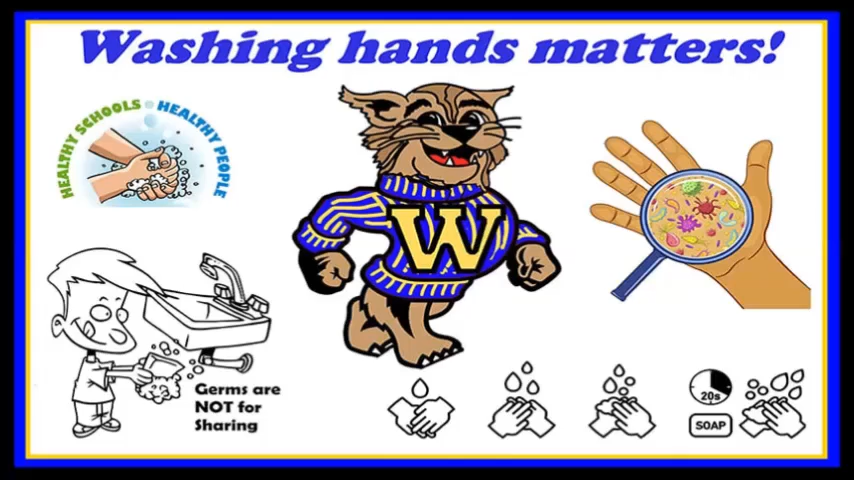 Washing hands matters!
HEALTHY SCHOOLS HEALTHY PEOPLE
W
Germs are
NOT for
Sharing
20s
SOAP